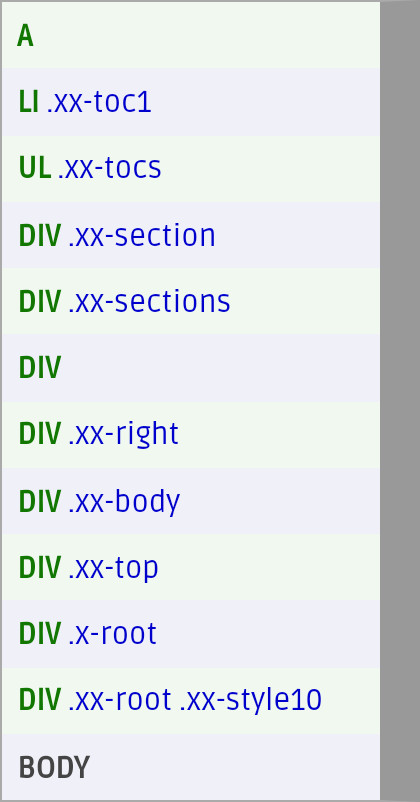 A
LI .xx-toc1
UL .xx-tocs
DIV .xx-section
DIV .xx-sections
DIV
DIV .xx-right
DIV .xx-body
DIV .xx-top
DIV .x-root
DIV .xx-root .xx-style10
BODY